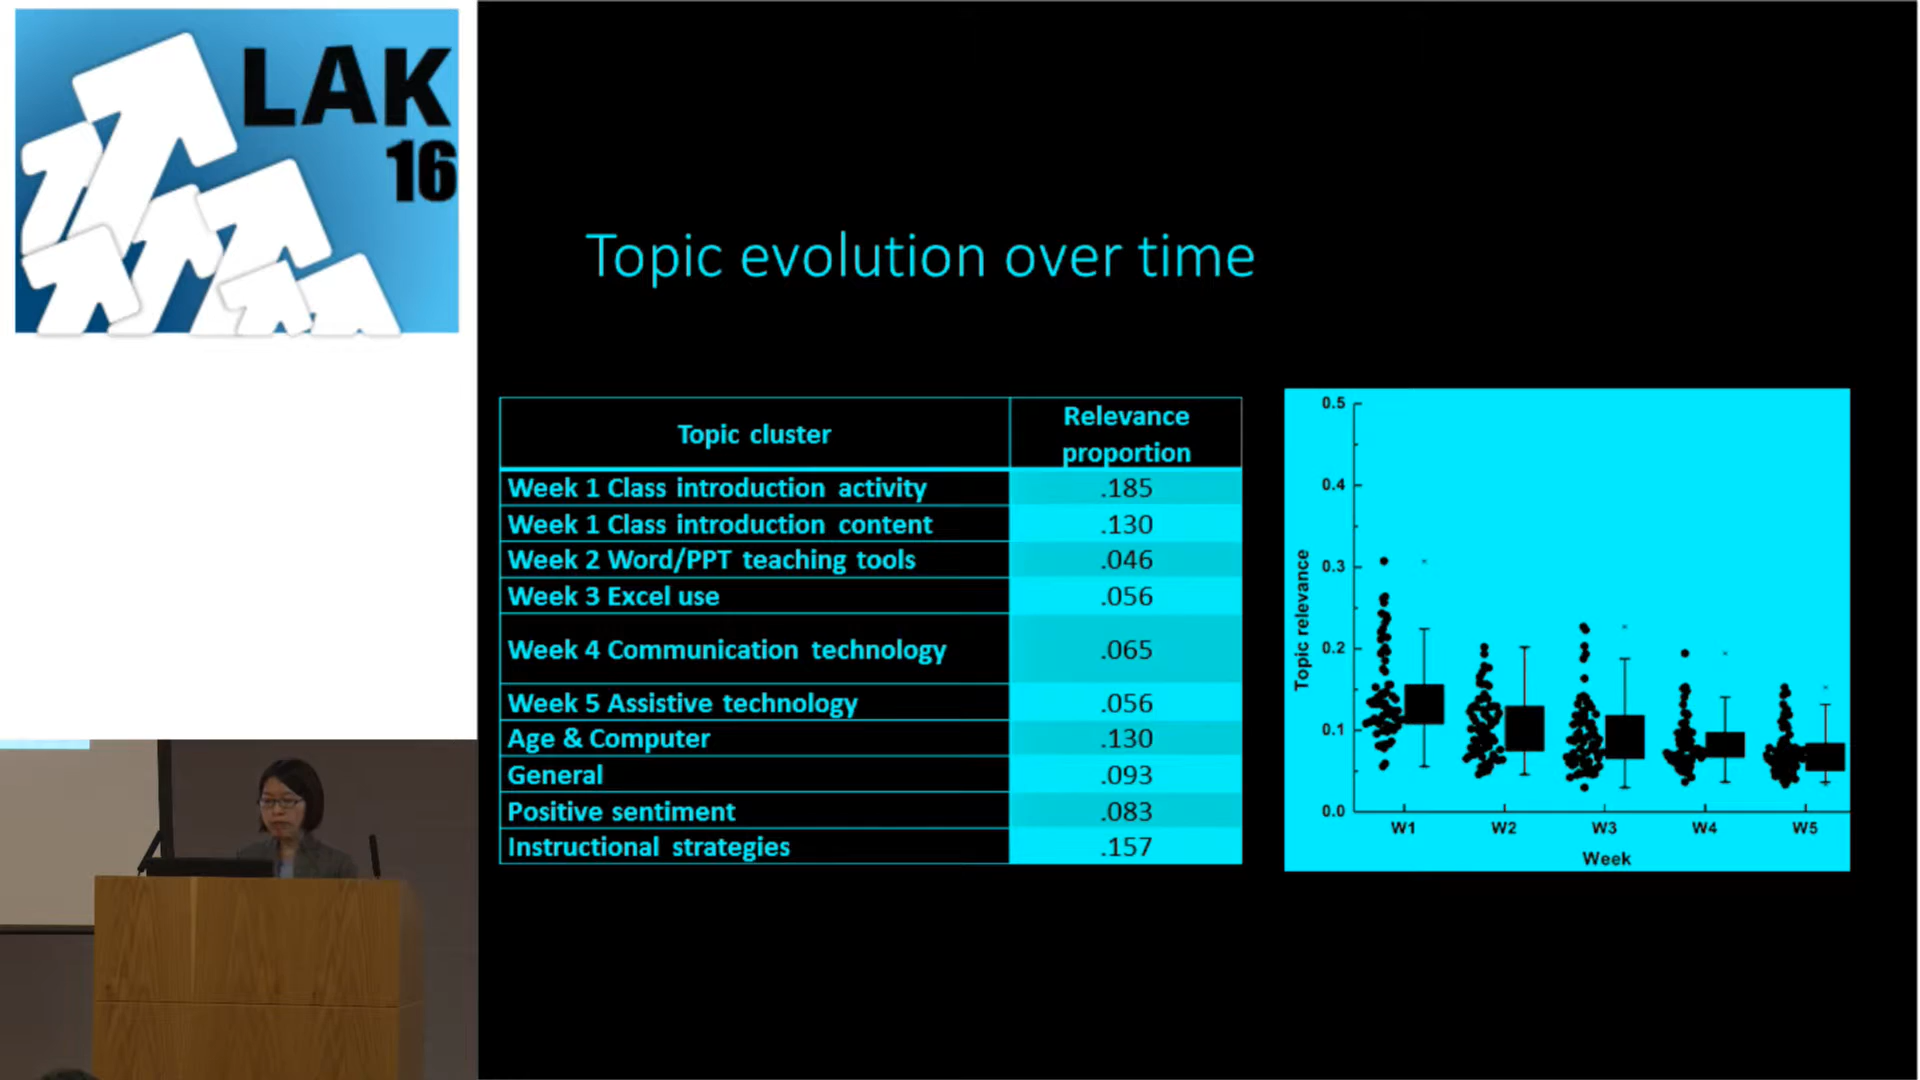 LAK
16
Topic evolution over time
Topic cluster
Relevance
proportion
Week 1 Class introduction activity
.185
Week 1 Class introduction content
.130
Week 2 Word/PPT teaching tools
.046
Week 3 Excel use
.056
Week 4 Communication technology
.065
Week 5 Assistive technology
.056
Age & Computer
.130
General
.093
Positive sentiment
.083
Instructional strategies
.157
0.5
0.4
0.3
0.2
0.1
0.0
Topic relevance
W1 W2 W3 W4 W5
Week